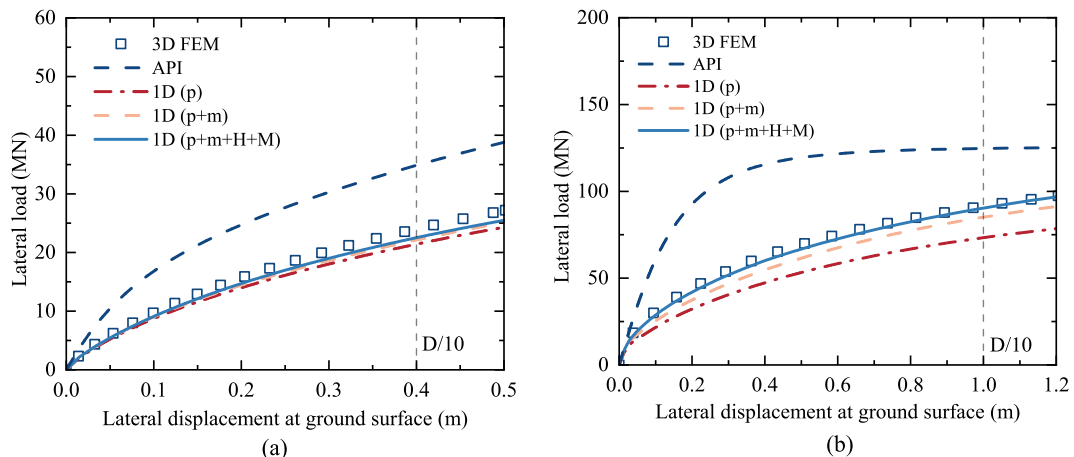 60
50
40
30
20
10
0
Lateral load (MN)
3D FEM
API
1D (p)
1D (p+m)
1D (p+m+H+M)
D/10
0.0 0.1 0.2 0.3 0.4 0.5
Lateral displacement at ground surface (m)
(a)
200
150
100
50
0
Lateral load (MN)
3D FEM
API
1D (p)
1D (p+m)
1D (p+m+H+M)
D/10
0.0 0.2 0.4 0.6 0.8 1.0 1.2
Lateral displacement at ground surface (m)
(b)